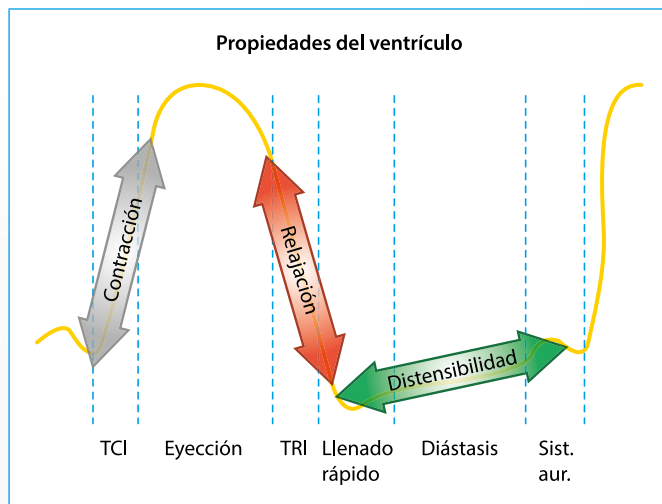 Propiedades del ventrículo
Contracción
Relajación
Distensibilidad
TCI
Eyección
TRI
Llenado
rápido
Diástasis
Sist.
aur.